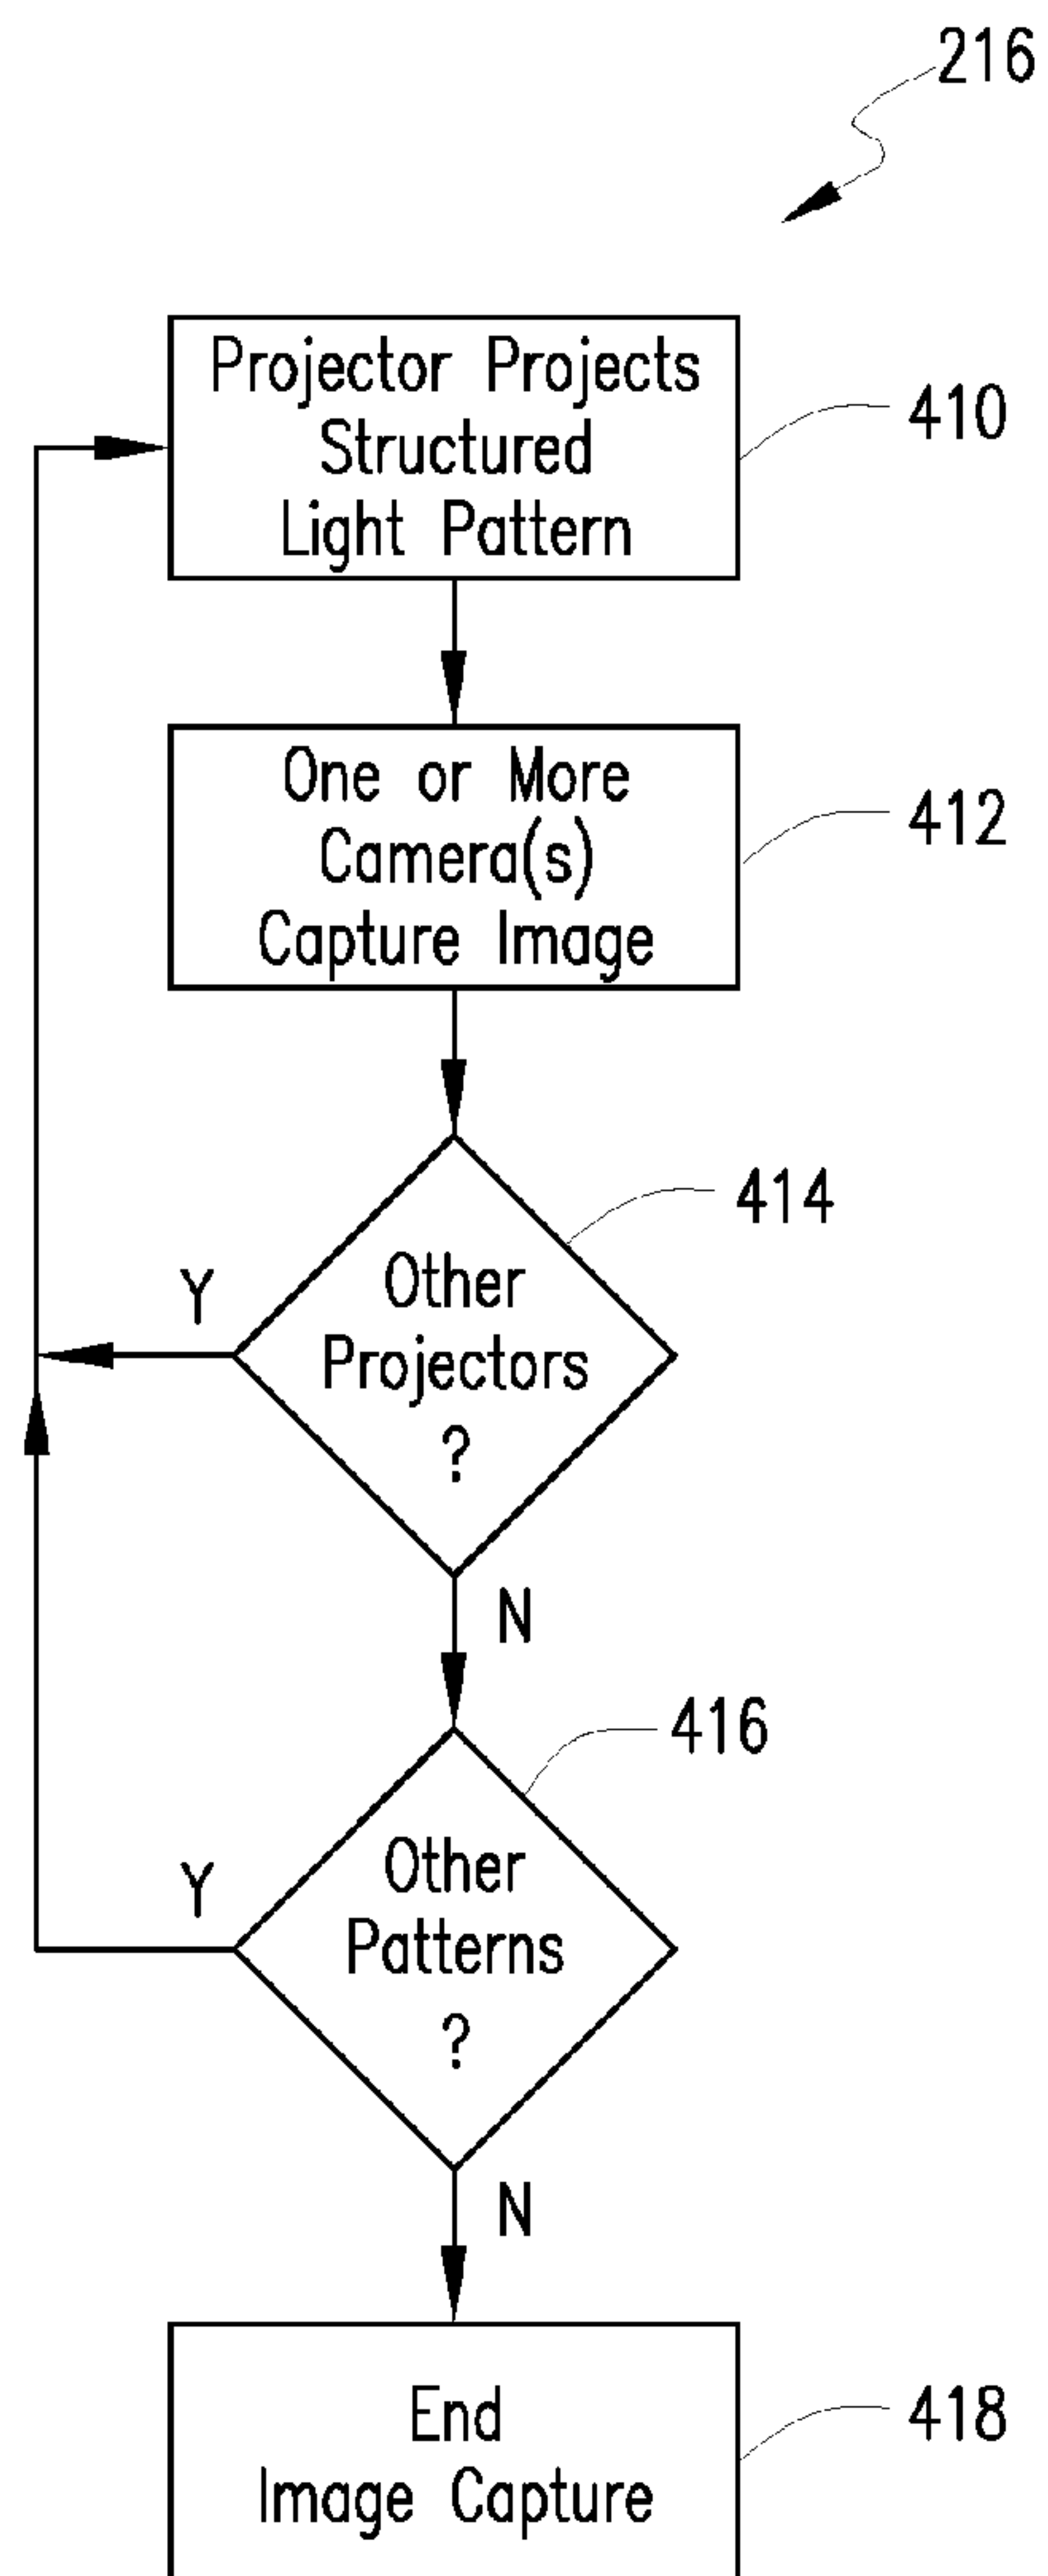 216
Projector Projects
Structured
Light Pattern
410
One or More
Camera(s)
Capture Image
412
414
Other
Projectors
?
Y
N
416
Other
Patterns
?
Y
N
End
Image Capture
418